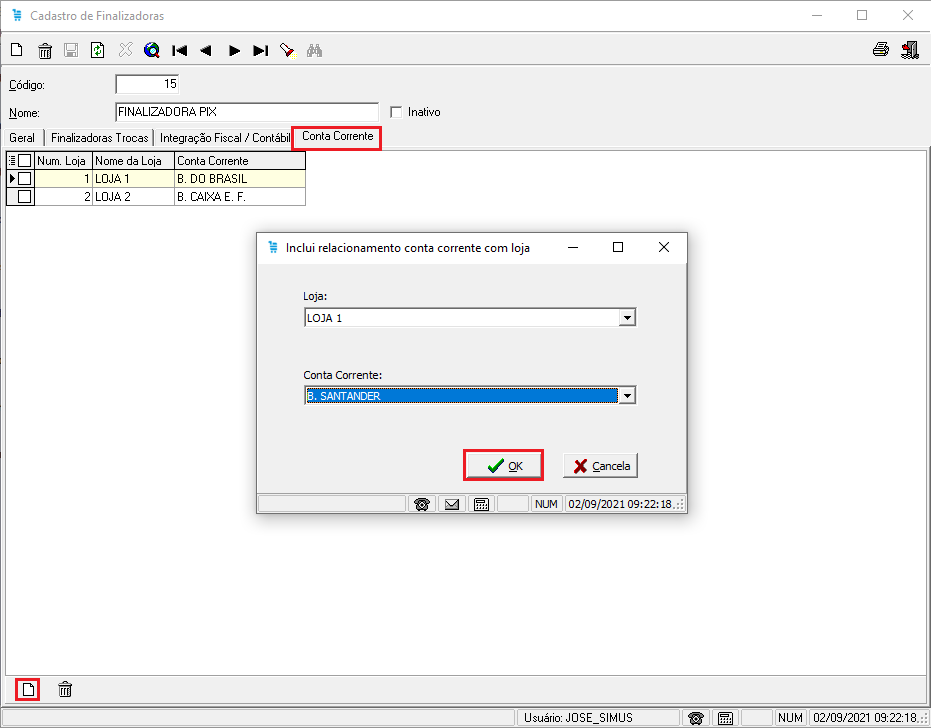 Cadastro de Finalizadoras
Código: 15
Nome: FINALIZADORA PIX Inativo
Geral Finalizadoras Trocas Integração Fiscal / Contábil Conta Corrente
Num. Loja Nome da Loja Conta Corrente
1 LOJA 1 B. DO BRASIL
2 LOJA 2 B. CAIXA E. F.
Inclui relacionamento conta corrente com loja
Loja:
LOJA 1
Conta Corrente:
B. SANTANDER
OK Cancela
NUM 02/09/2021 09:22:18
Usuário: JOSE_SIMUS NUM 02/09/2021 09:22:18